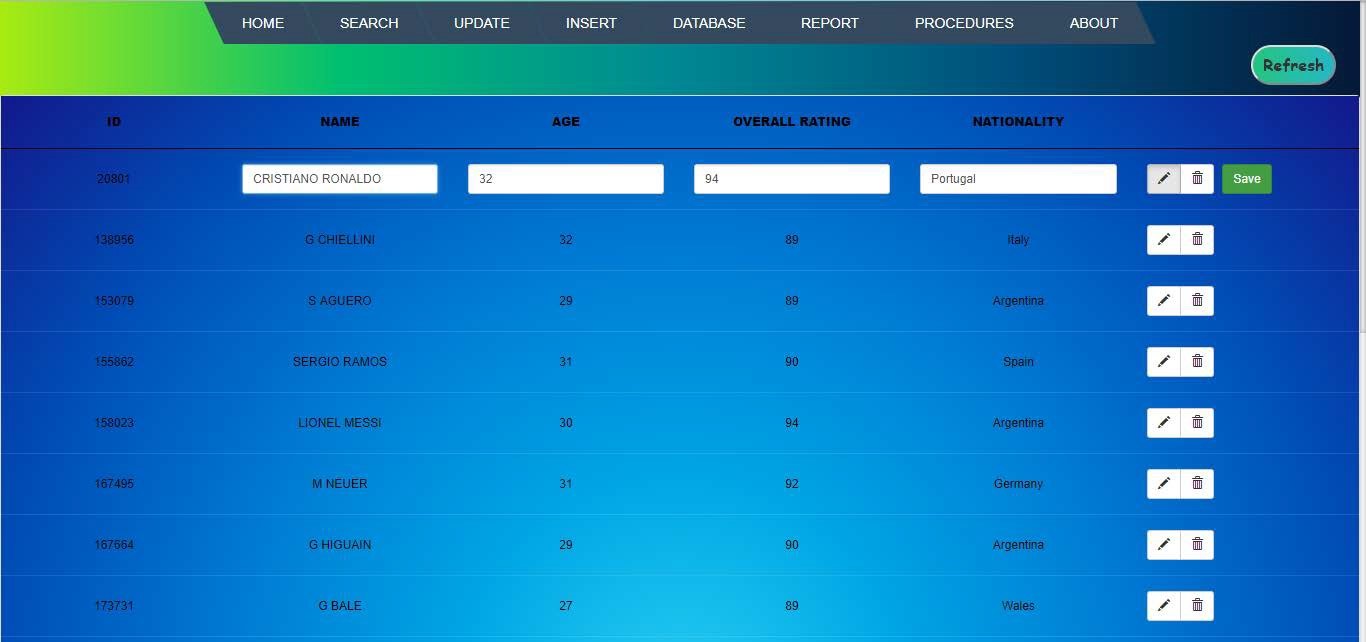 HOME SEARCH UPDATE INSERT DATABASE REPORT PROCEDURES ABOUT
Refresh
ID NAME AGE OVERALL RATING NATIONALITY
20801 CRISTIANO RONALDO 32 94 Portugal Save
138956 G CHIELLINI 32 89 Italy
153079 S AGUERO 29 89 Argentina
155862 SERGIO RAMOS 31 90 Spain
158023 LIONEL MESSI 30 94 Argentina
167495 M NEUER 31 92 Germany
167664 G HIGUAIN 29 90 Argentina
173731 G BALE 27 89 Wales